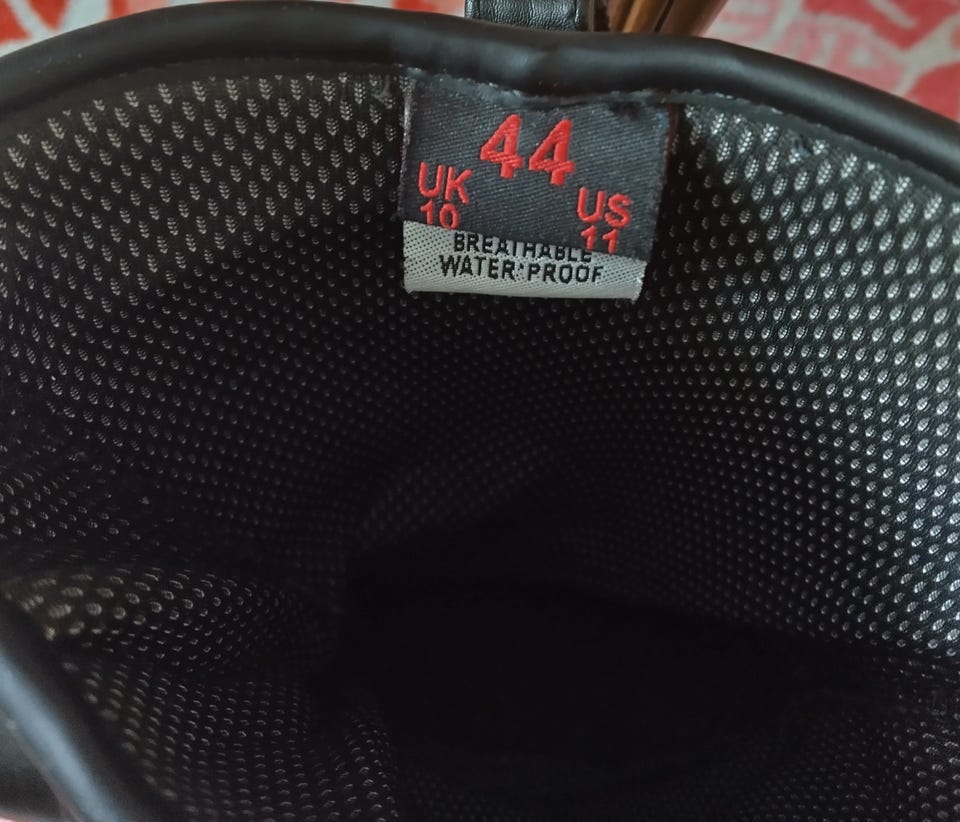 44
UK US
10 11
BREATHABLE
WATER*PROOF